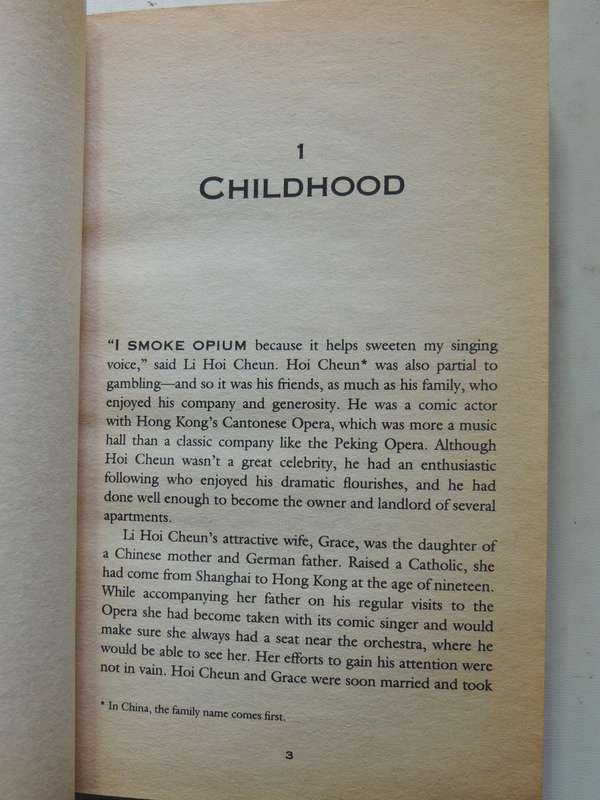 1
CHILDHOOD
“I SMOKE OPIUM because it helps sweeten my singing
voice,” said Li Hoi Cheun. Hoi Cheun* was also partial to
gambling—and so it was his friends, as much as his family, who
enjoyed his company and generosity. He was a comic actor
with Hong Kong’s Cantonese Opera, which was more a music
hall than a classic company like the Peking Opera. Although
Hoi Cheun wasn’t a great celebrity, he had an enthusiastic
following who enjoyed his dramatic flourishes, and he had
done well enough to become the owner and landlord of several
apartments.
Li Hoi Cheun’s attractive wife, Grace, was the daughter of
a Chinese mother and German father. Raised a Catholic, she
had come from Shanghai to Hong Kong at the age of nineteen.
While accompanying her father on his regular visits to the
Opera she had become taken with its comic singer and would
make sure she always had a seat near the orchestra, where he
would be able to see her. Her efforts to gain his attention were
not in vain. Hoi Cheun and Grace were soon married and took
* In China, the family name comes first.
3